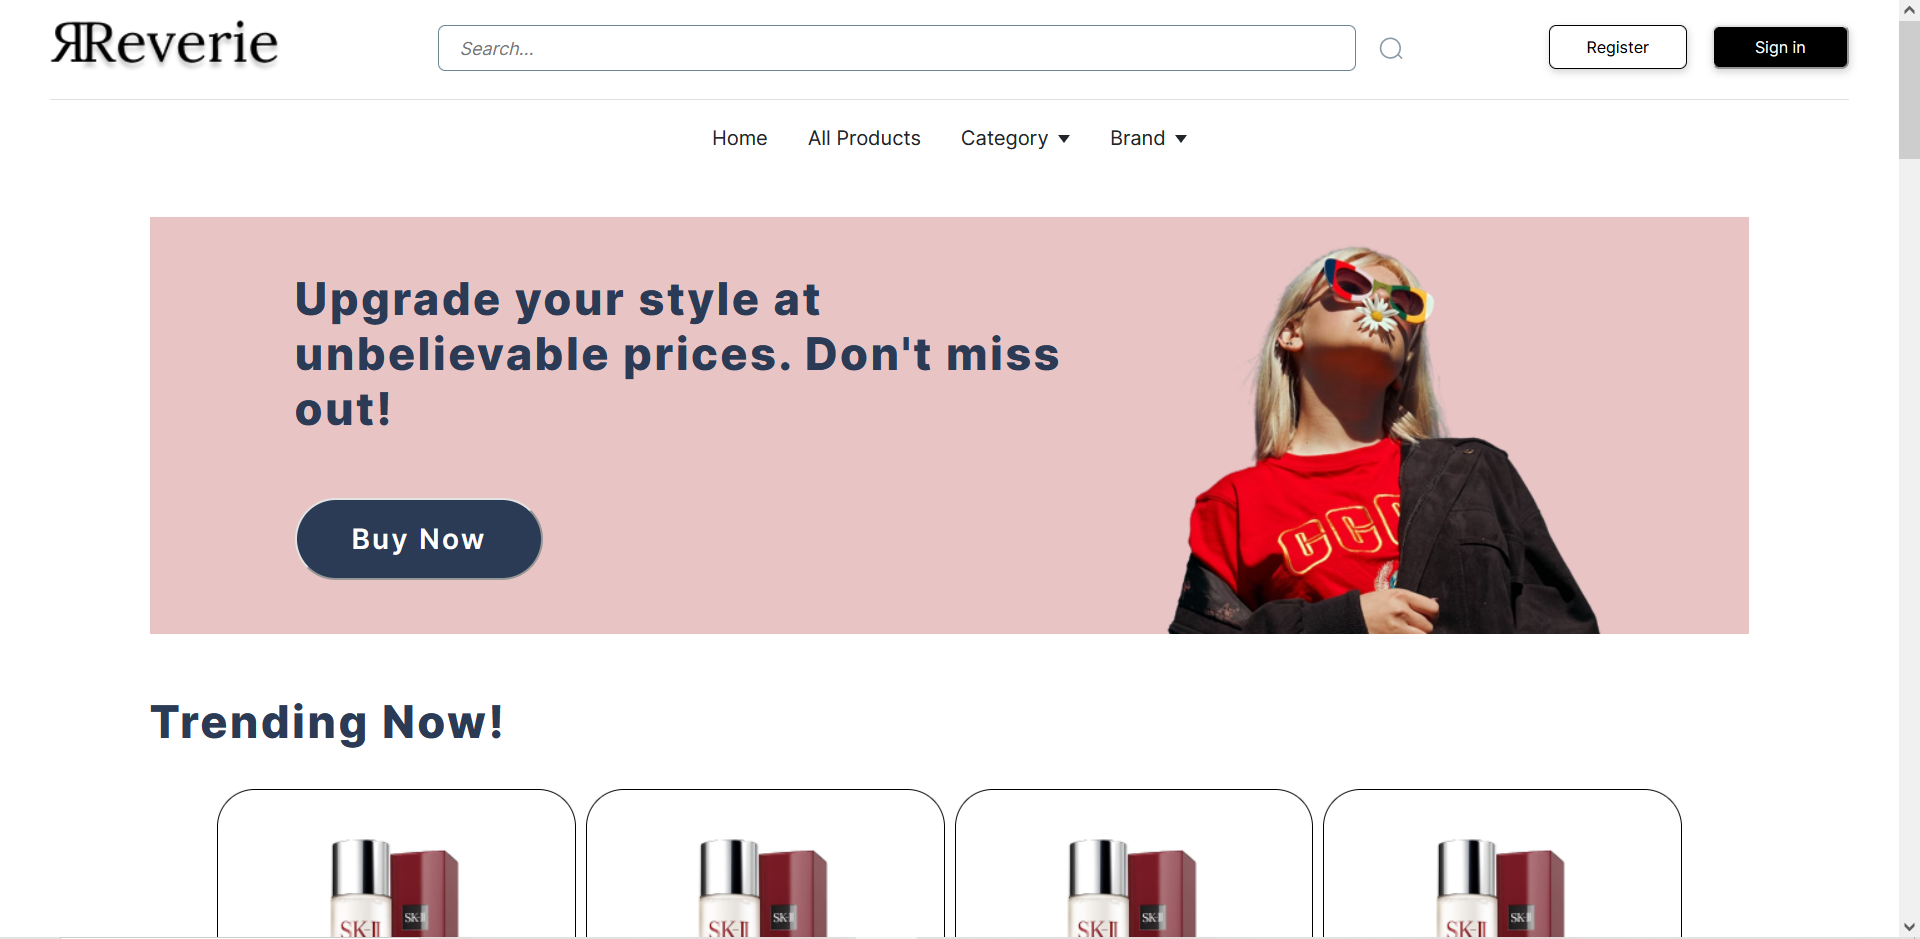 ЯReverie
Search...
Register
Sign in
Home
All Products
Category
Brand
Upgrade your style at
unbelievable prices. Don't miss
out!
Buy Now
Trending Now!
SK-II
SK-II
SK-II
SK-II
SK-II
SK-II
SK-II
SK-II